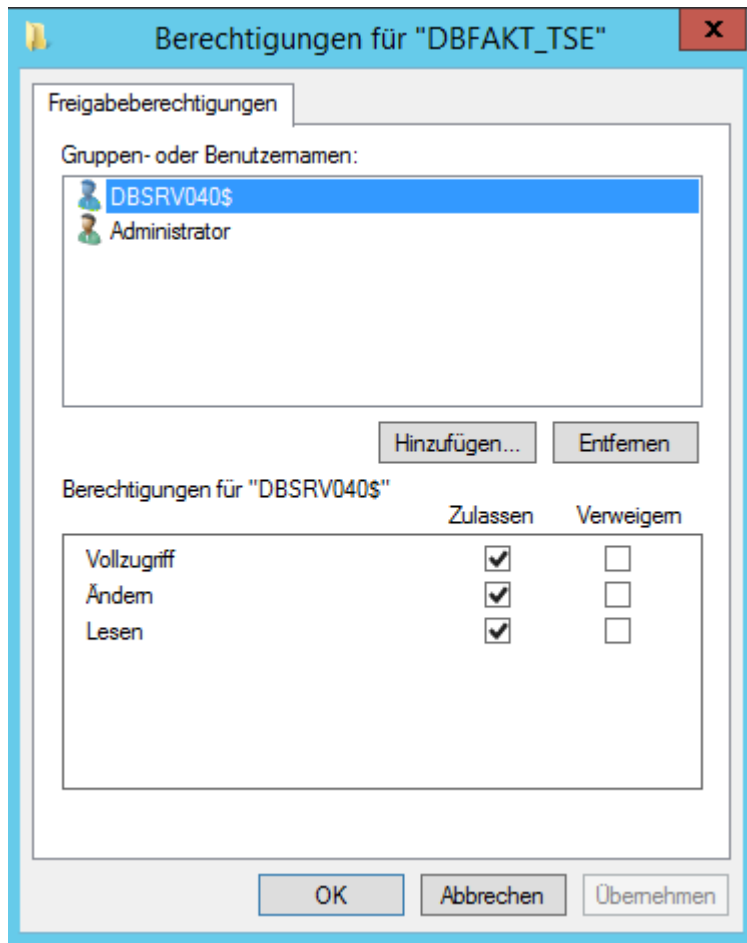 Berechtigungen für "DBFAKT_TSE"
x
Freigabeberechtigungen
Gruppen- oder Benutzernamen:
DBSRV040$
Administrator
Hinzufügen... Entfernen
Berechtigungen für "DBSRV040$"
Zulassen Verweigern
Vollzugriff
Ändern
Lesen
OK Abbrechen Übernehmen